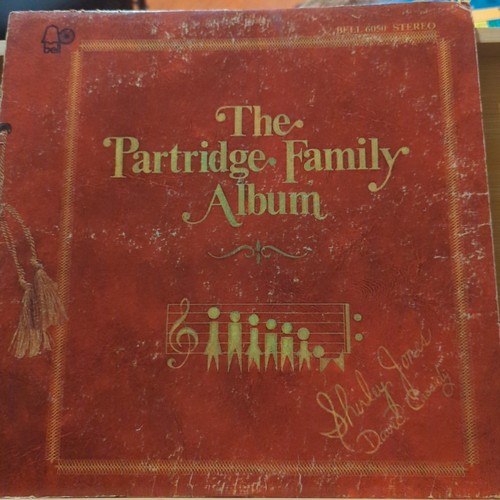 bell
BELL 6050 STEREO
The
Partridge Family
Album
Shirley Jones
David Cassidy